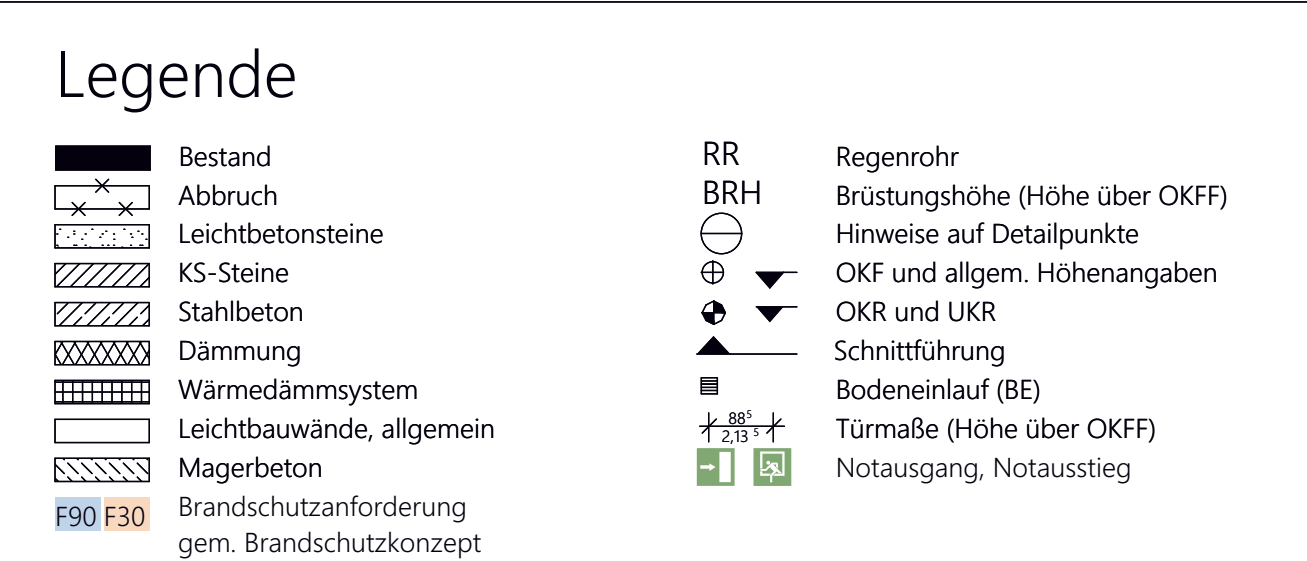 Legende
Bestand
Abbruch
Leichtbetonsteine
KS-Steine
Stahlbeton
Dämmung
Wärmedämmsystem
Leichtbauwände, allgemein
Magerbeton
F90 F30 Brandschutzanforderung
gem. Brandschutzkonzept
RR Regenrohr
BRH Brüstungshöhe (Höhe über OKFF)
Hinweise auf Detailpunkte
OKF und allgem. Höhenangaben
OKR und UKR
Schnittführung
Bodeneinlauf (BE)
88⁵
2,13 ⁵
Türmaße (Höhe über OKFF)
Notausgang, Notausstieg